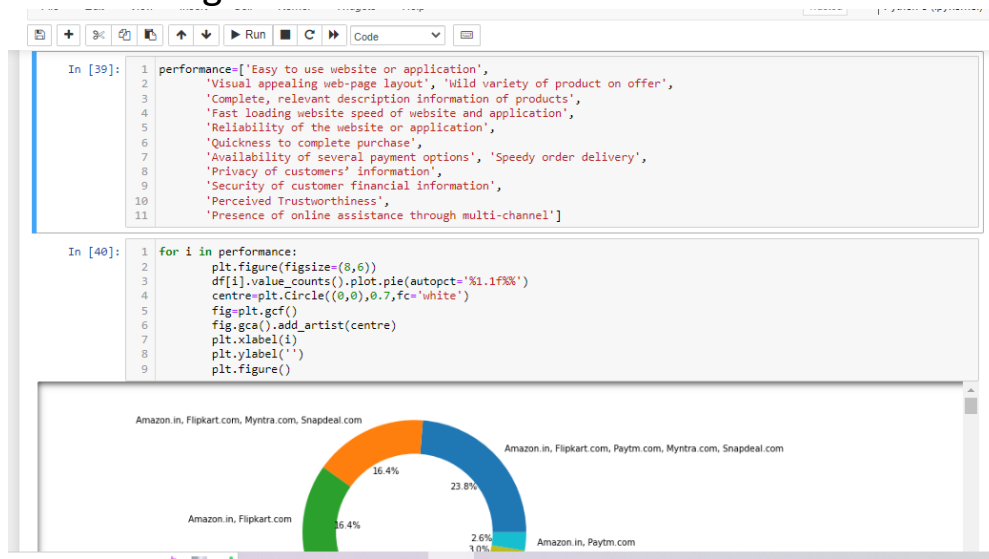 Run
Code
In [39]:
1 performance=['Easy to use website or application',
2 'Visual appealing web-page layout', 'Wild variety of product on offer',
3 'Complete, relevant description information of products',
4 'Fast loading website speed of website and application',
5 'Reliability of the website or application',
6 'Quickness to complete purchase',
7 'Availability of several payment options', 'Speedy order delivery',
8 'Privacy of customers’ information',
9 'Security of customer financial information',
10 'Perceived Trustworthiness',
11 'Presence of online assistance through multi-channel']
In [40]:
1 for i in performance:
2 plt.figure(figsize=(8,6))
3 df[i].value_counts().plot.pie(autopct='%1.1f%%')
4 centre=plt.Circle((0,0),0.7,fc='white')
5 fig=plt.gcf()
6 fig.gca().add_artist(centre)
7 plt.xlabel(i)
8 plt.ylabel('')
9 plt.figure()
Amazon.in, Flipkart.com, Myntra.com, Snapdeal.com
Amazon.in, Flipkart.com, Paytm.com, Myntra.com, Snapdeal.com
16.4%
23.8%
Amazon.in, Flipkart.com
16.4%
2.6%
Amazon.in, Paytm.com
3.0%